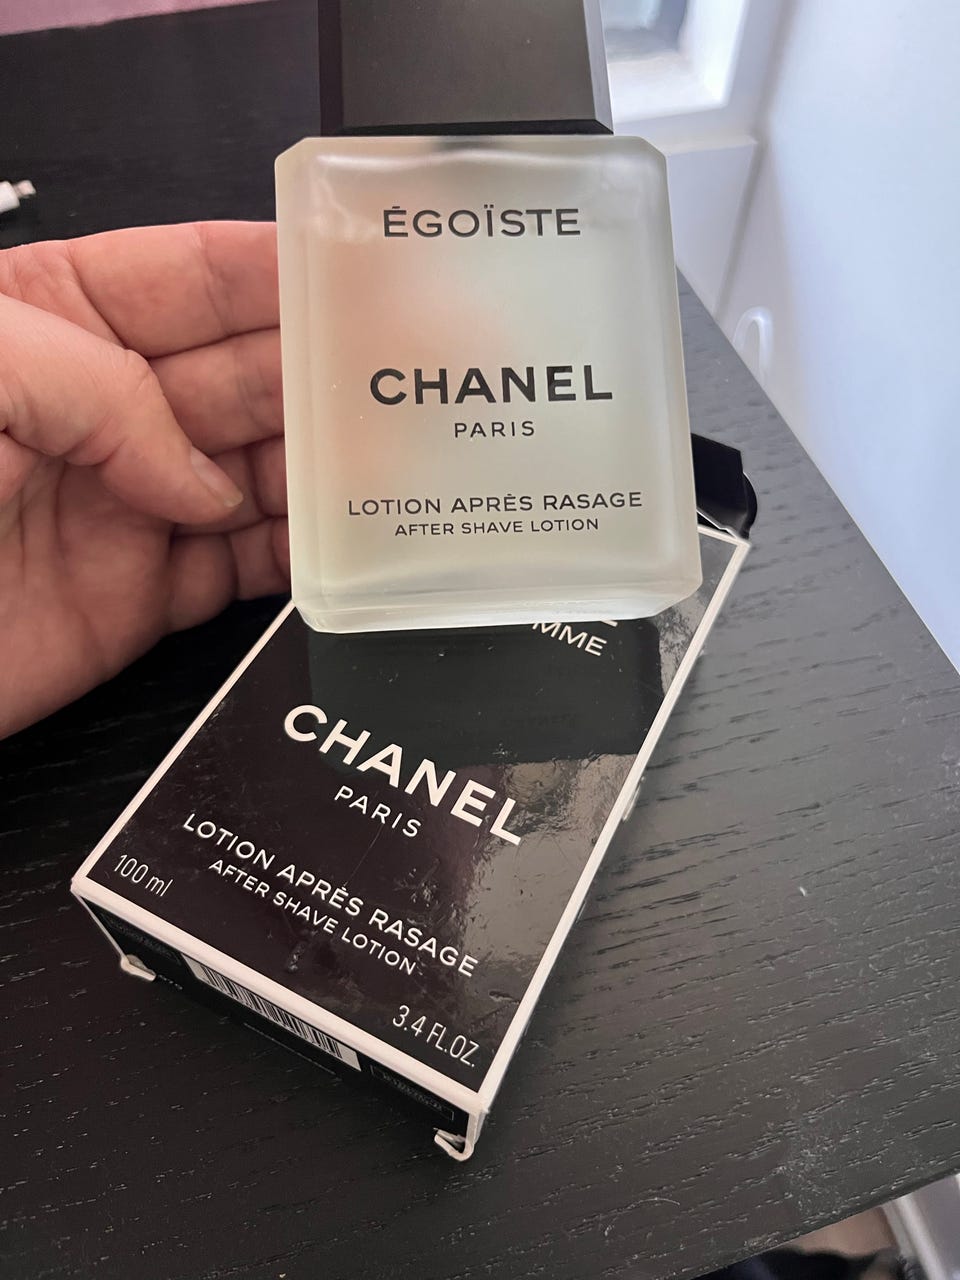 ÉGOÏSTE
CHANEL
PARIS
LOTION APRÈS RASAGE
AFTER SHAVE LOTION
CHANEL
PARIS
LOTION APRÈS RASAGE
AFTER SHAVE LOTION
100 ml
3.4 FL.OZ.